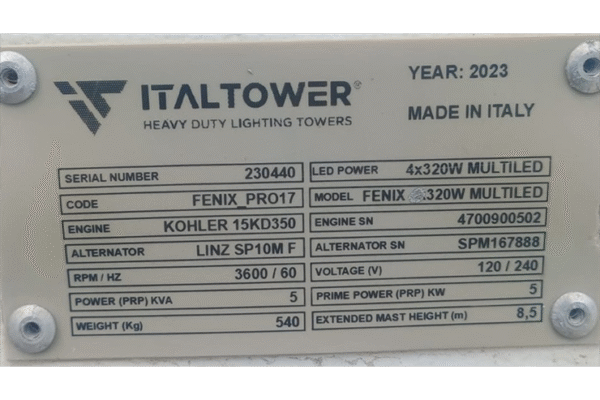 ITALTOWER®
HEAVY DUTY LIGHTING TOWERS
YEAR: 2023
MADE IN ITALY
SERIAL NUMBER 230440
LED POWER 4x320W MULTILED
CODE FENIX_PRO17
MODEL FENIX x320W MULTILED
ENGINE KOHLER 15KD350
ENGINE SN 4700900502
ALTERNATOR LINZ SP10M F
ALTERNATOR SN SPM167888
RPM / HZ 3600 / 60
VOLTAGE (V) 120 / 240
POWER (PRP) KVA 5
PRIME POWER (PRP) KW 5
WEIGHT (Kg) 540
EXTENDED MAST HEIGHT (m) 8,5